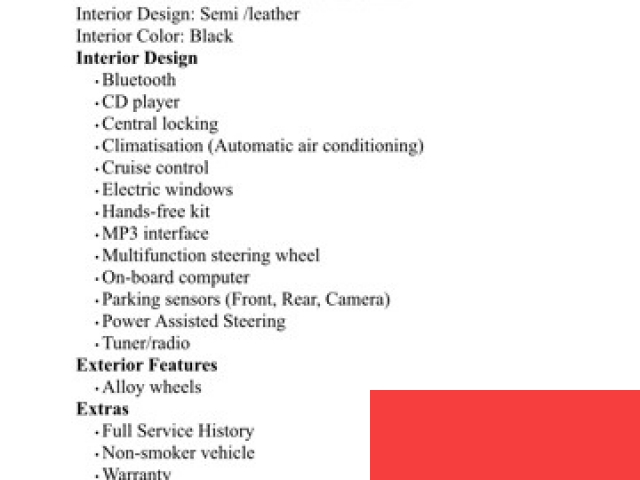 Interior Design: Semi /leather
Interior Color: Black
Interior Design
• Bluetooth
• CD player
• Central locking
• Climatisation (Automatic air conditioning)
• Cruise control
• Electric windows
• Hands-free kit
• MP3 interface
• Multifunction steering wheel
• On-board computer
• Parking sensors (Front, Rear, Camera)
• Power Assisted Steering
• Tuner/radio
Exterior Features
• Alloy wheels
Extras
• Full Service History
• Non-smoker vehicle
• Warranty